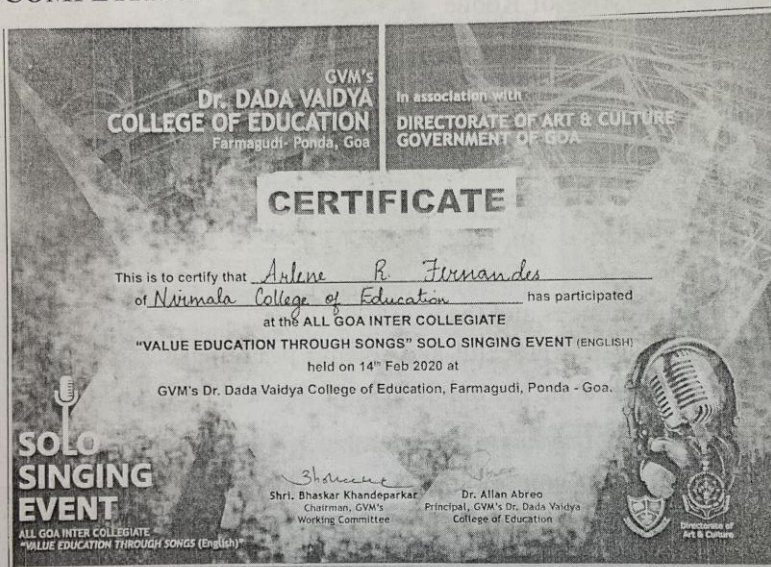 GVM's
Dr. DADA VAIDYA
COLLEGE OF EDUCATION
Farmagudi- Ponda, Goa
In association with
DIRECTORATE OF ART & CULTURE
GOVERNMENT OF GOA
CERTIFICATE
This is to certify that Arlene R. Fernandes
of Nirmala College of Education has participated
at the ALL GOA INTER COLLEGIATE
"VALUE EDUCATION THROUGH SONGS" SOLO SINGING EVENT (ENGLISH)
held on 14th Feb 2020 at
GVM's Dr. Dada Vaidya College of Education, Farmagudi, Ponda - Goa.
SOLO
SINGING
EVENT
ALL GOA INTER COLLEGIATE
"VALUE EDUCATION THROUGH SONGS (English)"
Shri. Bhaskar Khandeparkar
Chairman, GVM's
Working Committee
Dr. Allan Abreo
Principal, GVM's Dr. Dada Vaidya
College of Education
Directorate of
Art & Culture